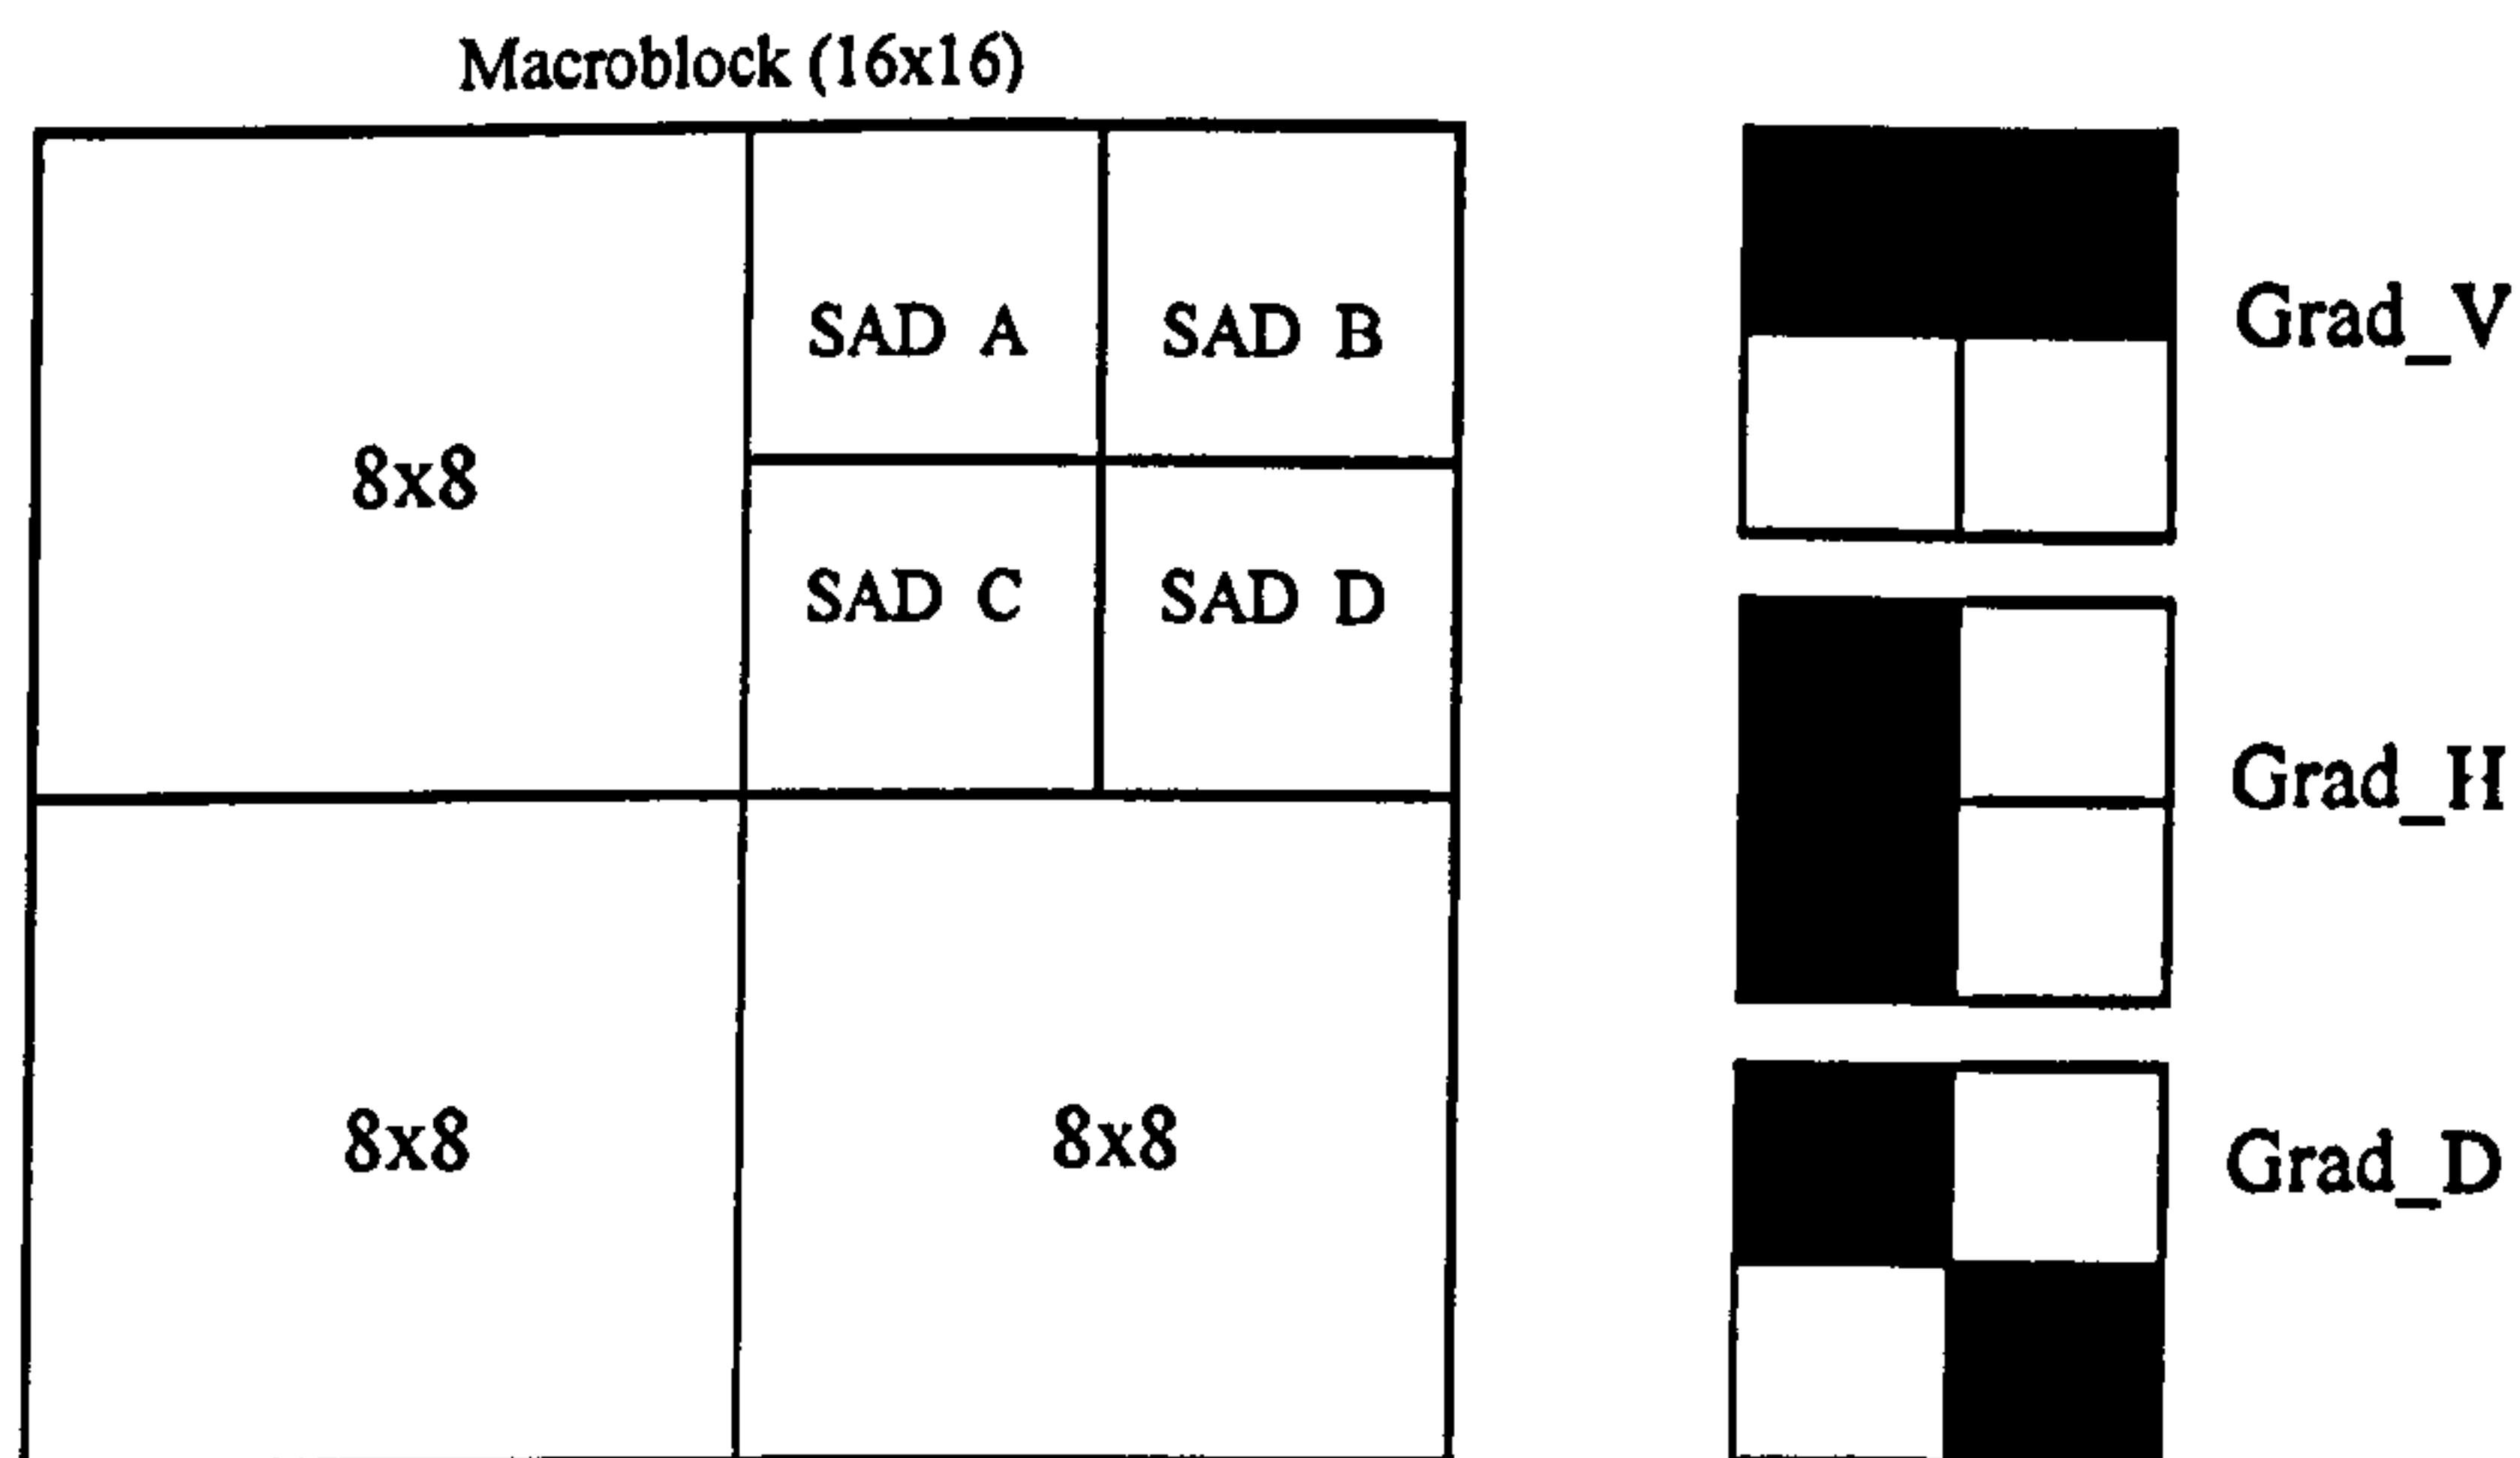 Macroblock (16x16)
SAD A
SAD B
Grad_V
8x8
SAD C
SAD D
Grad_H
8x8
8x8
Grad_D